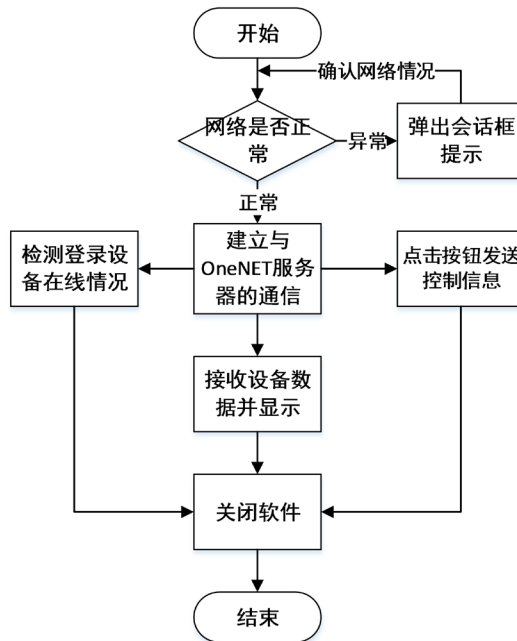 开始
确认网络情况
网络是否正
常
异常
弹出会话框
提示
正常
检测登录设
备在线情况
建立与
OneNET服务
器的通信
点击按钮发送
控制信息
接收设备数
据并显示
关闭软件
结束